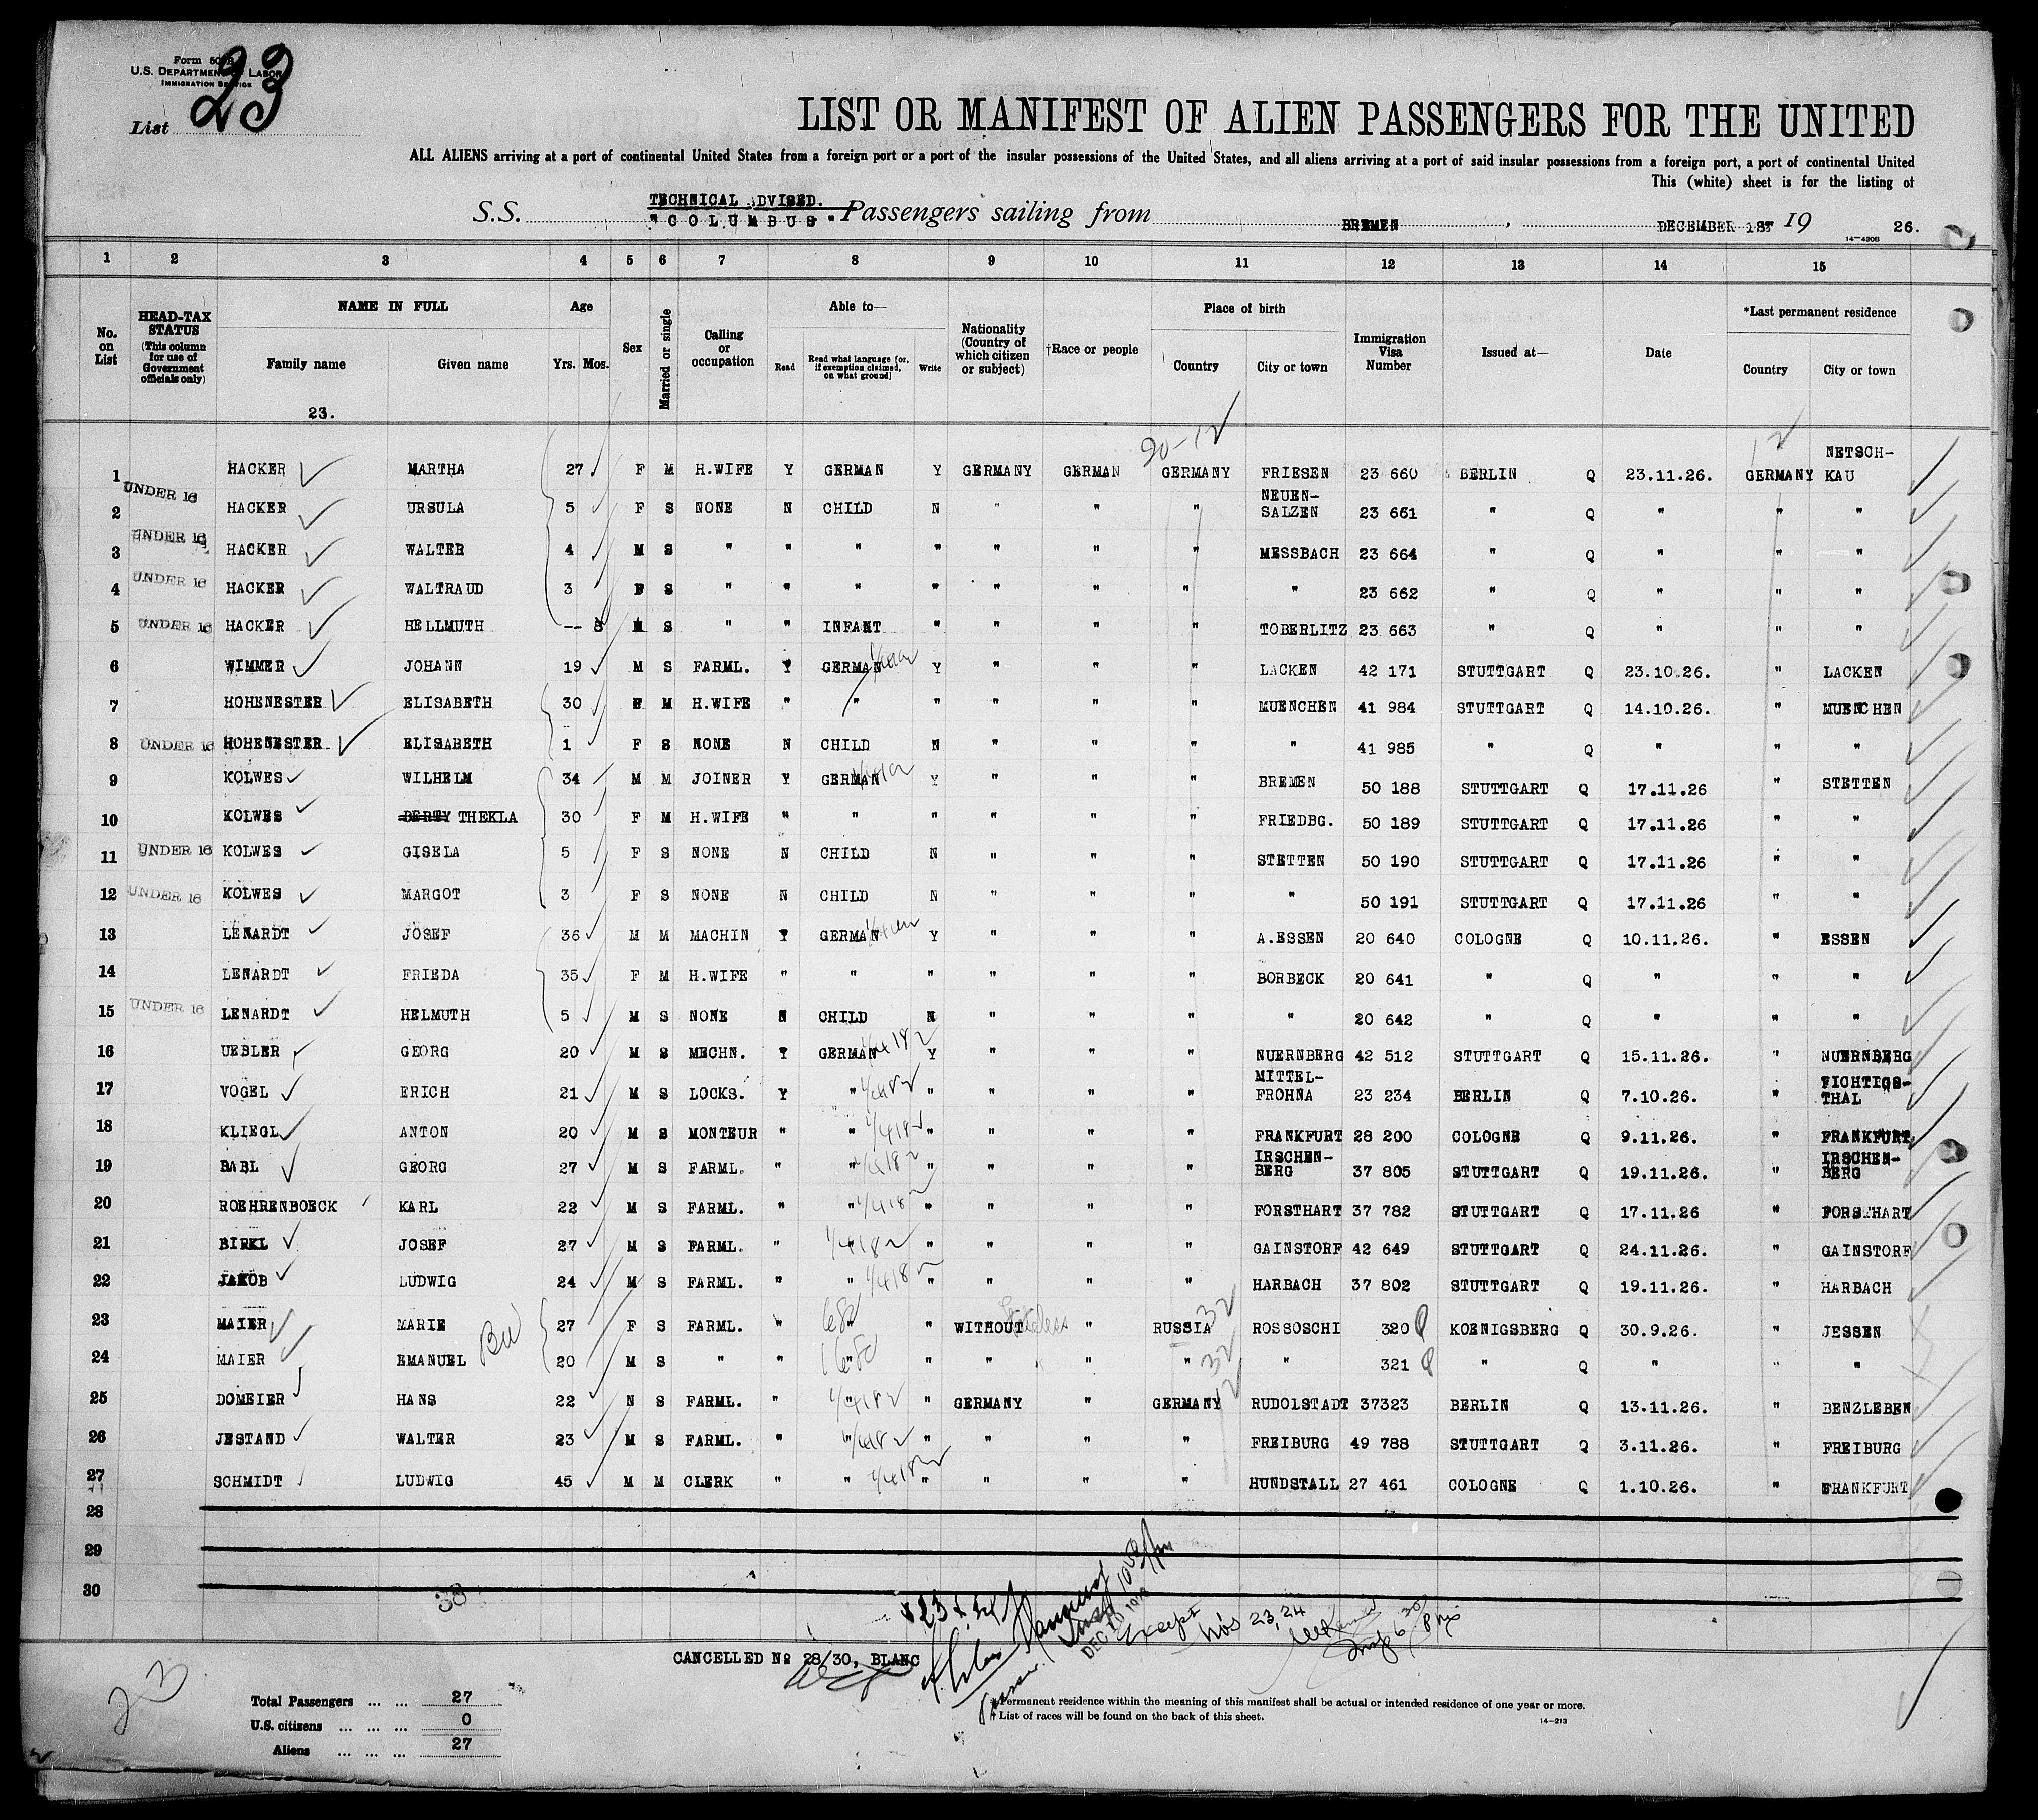 Form 500 B
U.S. DEPARTMENT OF LABOR
IMMIGRATION SERVICE
List 23
LIST OR MANIFEST OF ALIEN PASSENGERS FOR THE UNITED
ALL ALIENS arriving at a port of continental United States from a foreign port or a port of the insular possessions of the United States, and all aliens arriving at a port of said insular possessions from a foreign port, a port of continental United
This (white) sheet is for the listing of
TECHNICAL ADVISED.
S.S. "COLUMBUS" Passengers sailing from BREMEN, DECEMBER 1ST 19 26.
14-4308
1 2 3 4 5 6 7 8 9 10 11 12 13 14 15
No. on List
HEAD-TAX STATUS (This column for use of Government officials only)
NAME IN FULL Family name Given name
Age Yrs. Mos.
Sex
Married or single
Calling or occupation
Able to— Read Read what language [or, if exemption claimed, on what ground] Write
Nationality (Country of which citizen or subject)
†Race or people
Place of birth Country City or town
Immigration Visa Number
Issued at—
Date
*Last permanent residence Country City or town
23.
20-12 12
1 HACKER MARTHA 27 F M H.WIFE Y GERMAN Y GERMANY GERMAN GERMANY FRIESEN 23 660 BERLIN Q 23.11.26. GERMANY NETSCH-KAU
2 UNDER 16 HACKER URSULA 5 F S NONE N CHILD N " " " NEUEN-SALZEN 23 661 " Q " " "
3 UNDER 16 HACKER WALTER 4 M S " " " " " " " MESSBACH 23 664 " Q " " "
4 UNDER 16 HACKER WALTRAUD 3 F S " " " " " " " " 23 662 " Q " " "
5 UNDER 16 HACKER HELLMUTH -- 8 M S " " INFANT " " " " TOBERLITZ 23 663 " Q " " "
6 WIMMER JOHANN 19 M S FARML. Y GERMAN Y " " " LACKEN 42 171 STUTTGART Q 23.10.26. " LACKEN
7 HOHENESTER ELISABETH 30 F M H.WIFE " " " " " " MUENCHEN 41 984 STUTTGART Q 14.10.26. " MUENCHEN
8 UNDER 16 HOHENESTER ELISABETH 1 F S NONE N CHILD N " " " " 41 985 " Q " " "
9 KOLWES WILHELM 34 M M JOINER Y GERMAN Y " " " BREMEN 50 188 STUTTGART Q 17.11.26 " STETTEN
10 KOLWES BERTY THEKLA 30 F M H.WIFE " " " " " " FRIEDBG. 50 189 STUTTGART Q 17.11.26 " "
11 UNDER 16 KOLWES GISELA 5 F S NONE N CHILD N " " " STETTEN 50 190 STUTTGART Q 17.11.26 " "
12 UNDER 16 KOLWES MARGOT 3 F S NONE N CHILD N " " " " 50 191 STUTTGART Q 17.11.26 " "
13 LENARDT JOSEF 36 M M MACHIN Y GERMAN Y " " " A.ESSEN 20 640 COLOGNE Q 10.11.26. " ESSEN
14 LENARDT FRIEDA 35 F M H.WIFE " " " " " " BORBECK 20 641 " Q " " "
15 UNDER 16 LENARDT HELMUTH 5 M S NONE N CHILD N " " " " 20 642 " Q " " "
16 UEBLER GEORG 20 M S MECHN. Y GERMAN Y " " " NUERNBERG 42 512 STUTTGART Q 15.11.26. " NUERNBERG
17 VOGEL ERICH 21 M S LOCKS. Y " " " " " MITTEL-FROHNA 23 234 BERLIN Q 7.10.26. " FICHTIGS-THAL
18 KLIEGL ANTON 20 M S MONTEUR " " " " " " FRANKFURT 28 200 COLOGNE Q 9.11.26. " FRANKFURT
19 BABL GEORG 27 M S FARML. " " " " " " IRSCHEN-BERG 37 805 STUTTGART Q 19.11.26. " IRSCHEN-BERG
20 ROEHRENBOECK KARL 22 M S FARML. " " " " " " FORSTHART 37 782 STUTTGART Q 17.11.26 " FORSTHART
21 BIRKL JOSEF 27 M S FARML. " " " " " GAINSTORF 42 649 STUTTGART Q 24.11.26. " GAINSTORF
22 JAKOB LUDWIG 24 M S FARML. " " " " " " HARBACH 37 802 STUTTGART Q 19.11.26. " HARBACH
23 MAIER MARIE 27 F S FARML. " " " WITHOUT " RUSSIA 32 ROSSOSCHI 320 KOENIGSBERG Q 30.9.26. " JESSEN
24 MAIER EMANUEL 20 M S " " " " " " " 32 " 321 " Q " " "
25 DOMEIER HANS 22 N S FARML. " " " GERMANY " GERMANY 12 RUDOLSTADT 37323 BERLIN Q 13.11.26. " BENZLEBEN
26 JESTAND WALTER 23 M S FARML. " " " " " " FREIBURG 49 788 STUTTGART Q 3.11.26. " FREIBURG
27 SCHMIDT LUDWIG 45 M M CLERK " " " " " " HUNDSTALL 27 461 COLOGNE Q 1.10.26. " FRANKFURT
28
29
30
38
Except Nos 23, 24
CANCELLED No 28/30, BLANC
23
Total Passengers ... ... 27
U.S. citizens ... ... ... 0
Aliens ... ... ... 27
*Permanent residence within the meaning of this manifest shall be actual or intended residence of one year or more.
† List of races will be found on the back of this sheet.
14-213